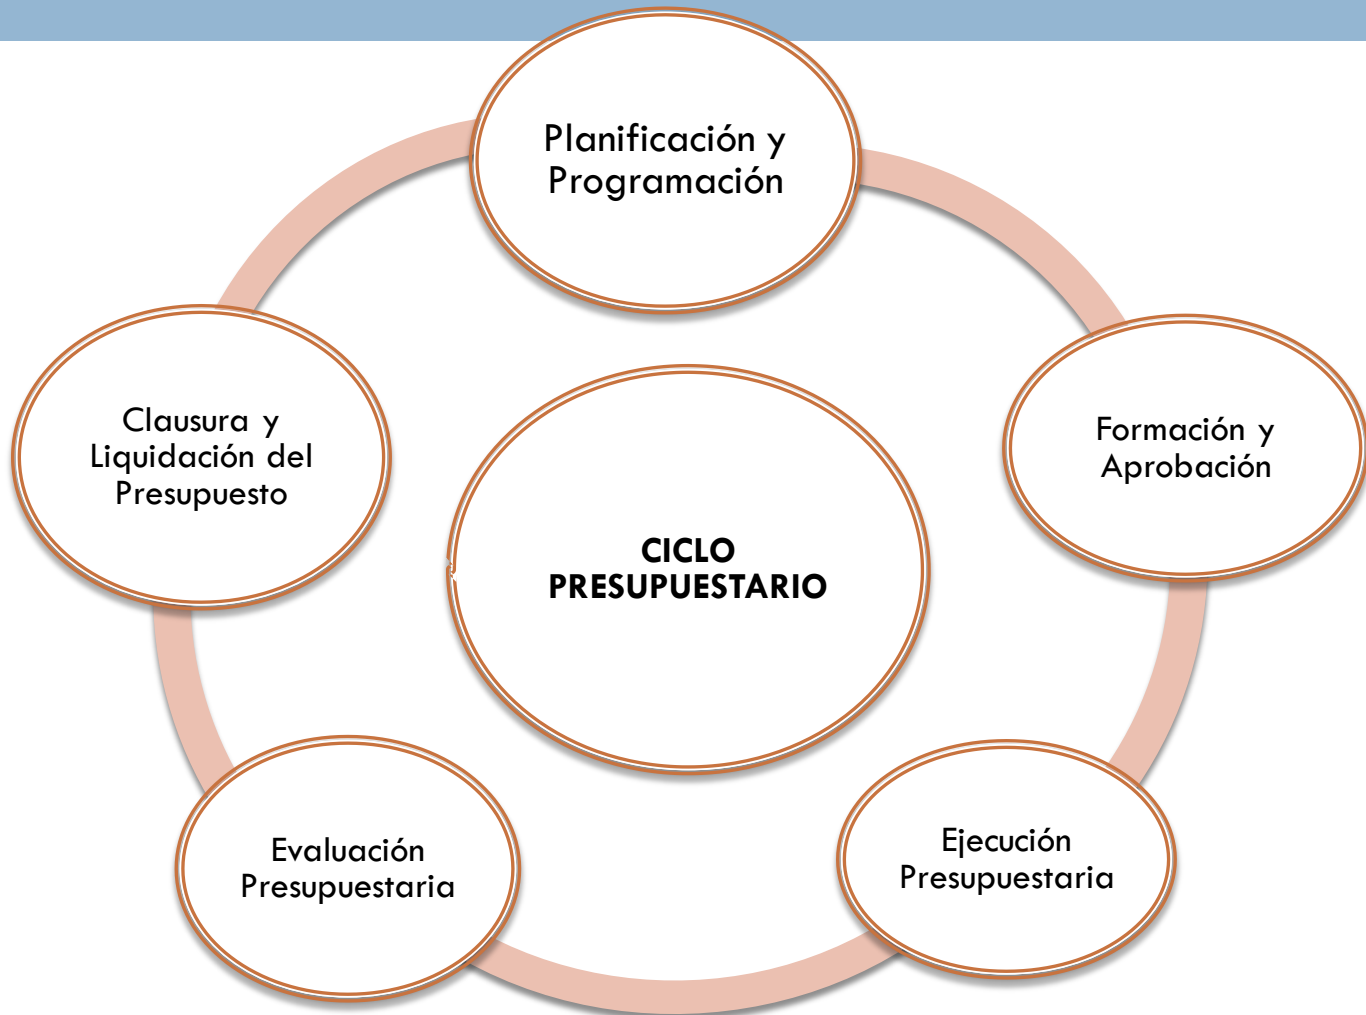 Planificación y
Programación
Formación y
Aprobación
Ejecución
Presupuestaria
Evaluación
Presupuestaria
Clausura y
Liquidación del
Presupuesto
CICLO
PRESUPUESTARIO